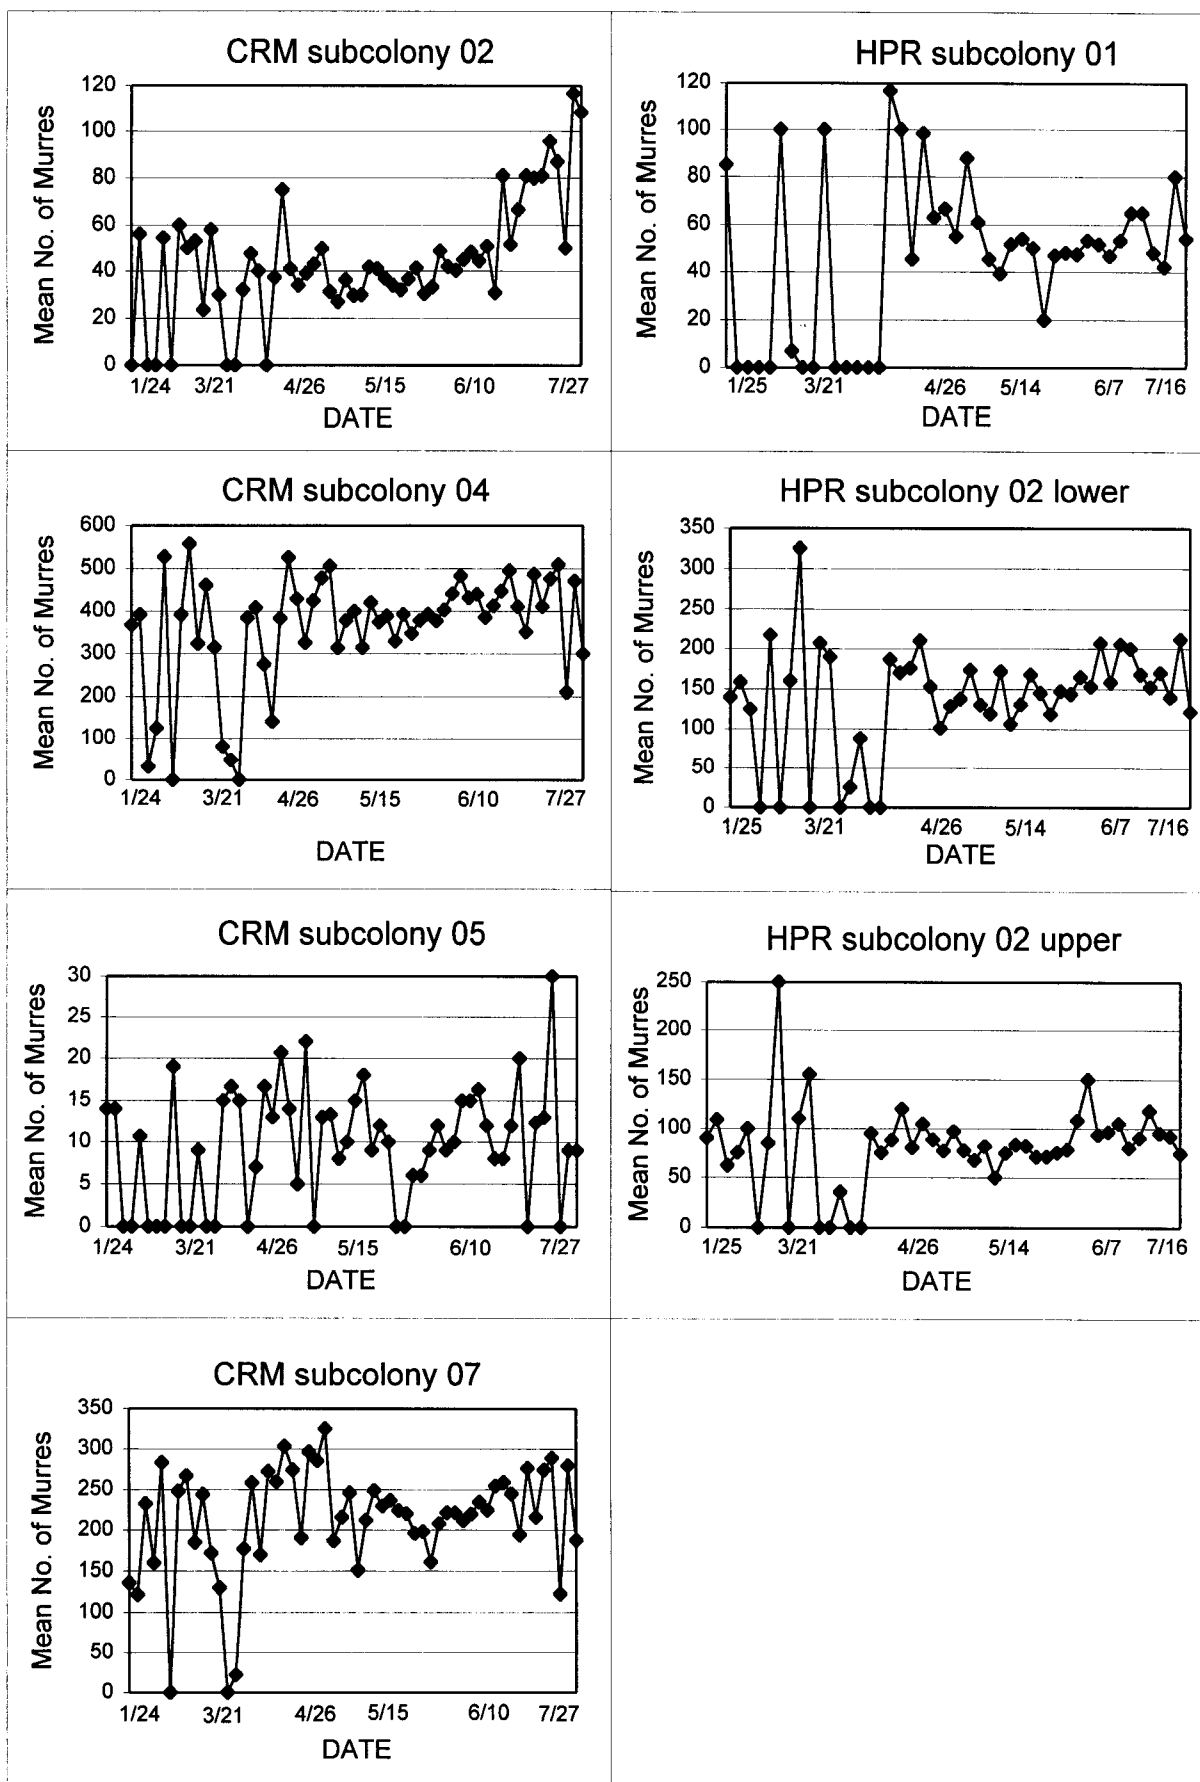 CRM subcolony 02
Mean No. of Murres
120
100
80
60
40
20
0
1/24 3/21 4/26 5/15 6/10 7/27
DATE
HPR subcolony 01
Mean No. of Murres
120
100
80
60
40
20
0
1/25 3/21 4/26 5/14 6/7 7/16
DATE
CRM subcolony 04
Mean No. of Murres
600
500
400
300
200
100
0
1/24 3/21 4/26 5/15 6/10 7/27
DATE
HPR subcolony 02 lower
Mean No. of Murres
350
300
250
200
150
100
50
0
1/25 3/21 4/26 5/14 6/7 7/16
DATE
CRM subcolony 05
Mean No. of Murres
30
25
20
15
10
5
0
1/24 3/21 4/26 5/15 6/10 7/27
DATE
HPR subcolony 02 upper
Mean No. of Murres
250
200
150
100
50
0
1/25 3/21 4/26 5/14 6/7 7/16
DATE
CRM subcolony 07
Mean No. of Murres
350
300
250
200
150
100
50
0
1/24 3/21 4/26 5/15 6/10 7/27
DATE